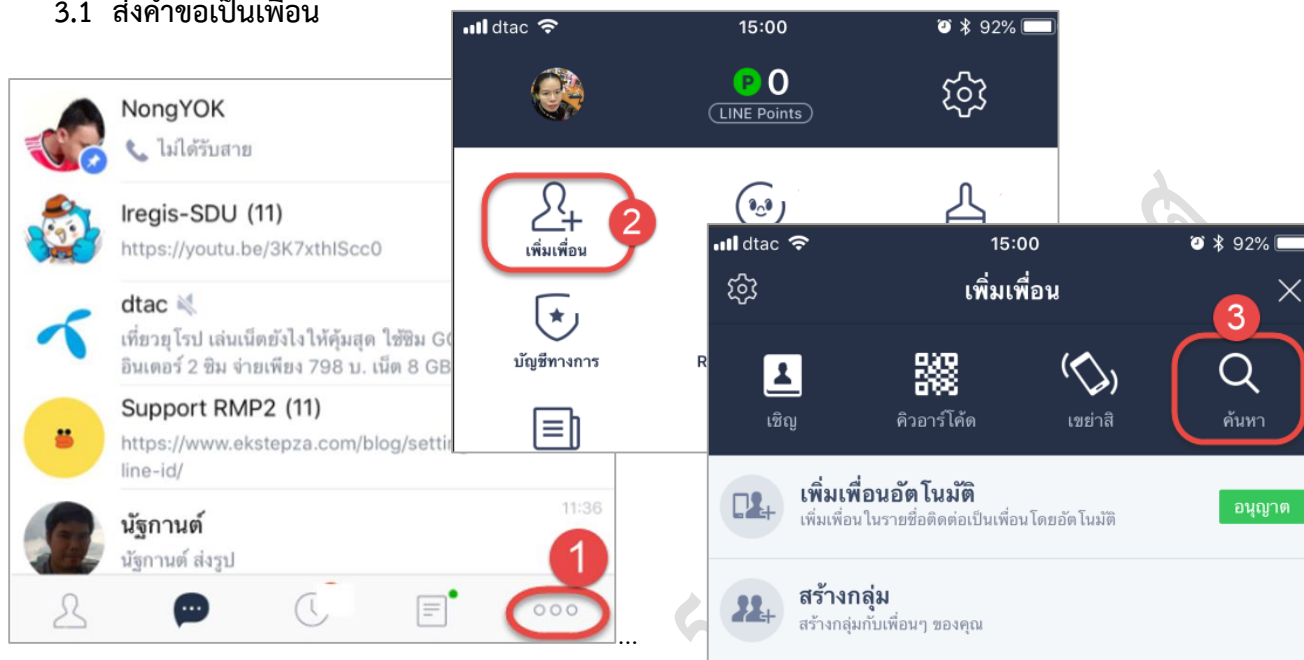 3.1 ส่งคำขอเป็นเพื่อน
NongYOK
ไม่ได้รับสาย
Iregis-SDU (11)
https://youtu.be/3K7xthIScc0
dtac
เที่ยวยุโรป เล่นเน็ตยังไงให้คุ้มสุด ใช้ซิม G
อินเตอร์ 2 ซิม จ่ายเพียง 798 บ. เน็ต 8 GB
Support RMP2 (11)
https://www.ekstepza.com/blog/setti
line-id/
นัฐกานต์
11:36
นัฐกานต์ ส่งรูป
1
...
dtac
15:00
92%
P 0
LINE Points
เพิ่มเพื่อน
2
บัญชีทางการ
R
dtac
15:00
92%
เพิ่มเพื่อน
3
เชิญ
คิวอาร์โค้ด
เขย่าสิ
ค้นหา
เพิ่มเพื่อนอัตโนมัติ
เพิ่มเพื่อนในรายชื่อติดต่อเป็นเพื่อนโดยอัตโนมัติ
อนุญาต
สร้างกลุ่ม
สร้างกลุ่มกับเพื่อนๆ ของคุณ